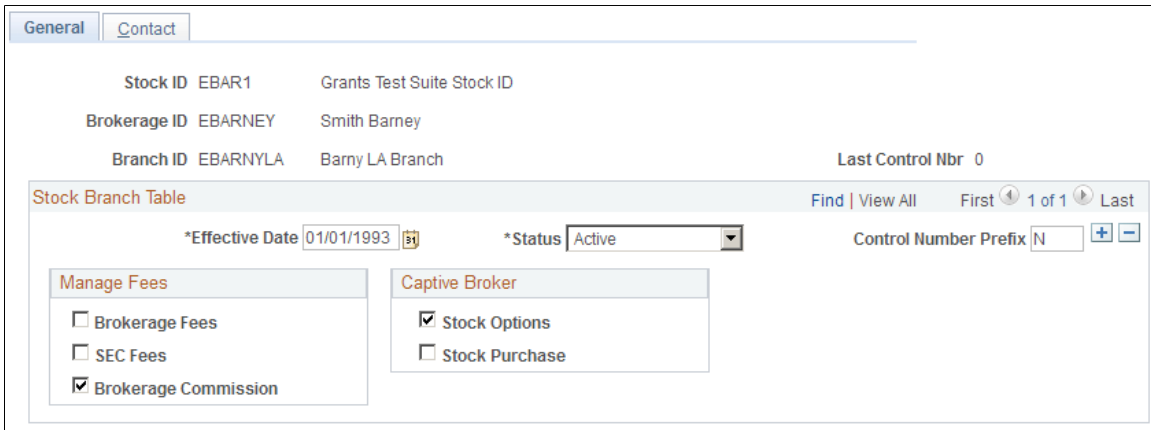 General Contact
Stock ID EBAR1 Grants Test Suite Stock ID
Brokerage ID EBARNEY Smith Barney
Branch ID EBARNYLA Barny LA Branch Last Control Nbr 0
Stock Branch Table Find | View All First 1 of 1 Last
*Effective Date 01/01/1993 31 *Status Active Control Number Prefix N
Manage Fees Captive Broker
Brokerage Fees Stock Options
SEC Fees Stock Purchase
Brokerage Commission